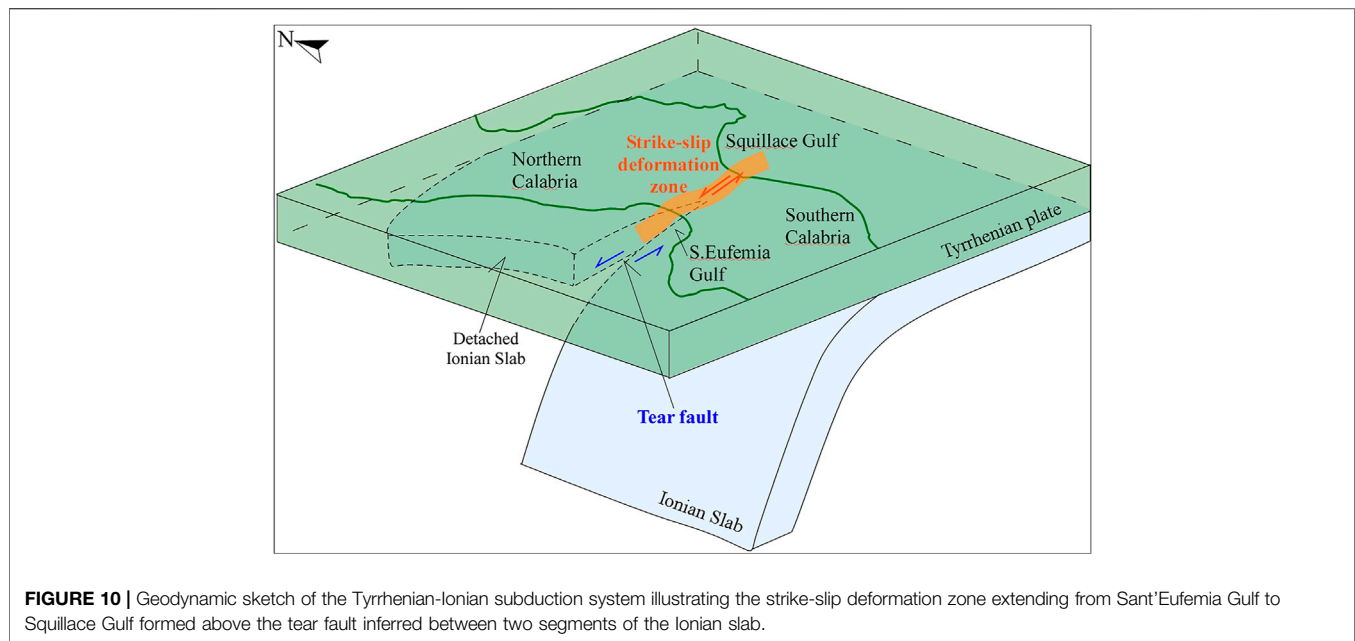 N
Squillace Gulf
Strike-slip
deformation
zone
Northern
Calabria
Southern
Calabria
Tyrrhenian plate
S.Eufemia
Gulf
Detached
Ionian Slab
Tear fault
Ionian Slab
FIGURE 10 | Geodynamic sketch of the Tyrrhenian-Ionian subduction system illustrating the strike-slip deformation zone extending from Sant'Eufemia Gulf to
Squillace Gulf formed above the tear fault inferred between two segments of the Ionian slab.